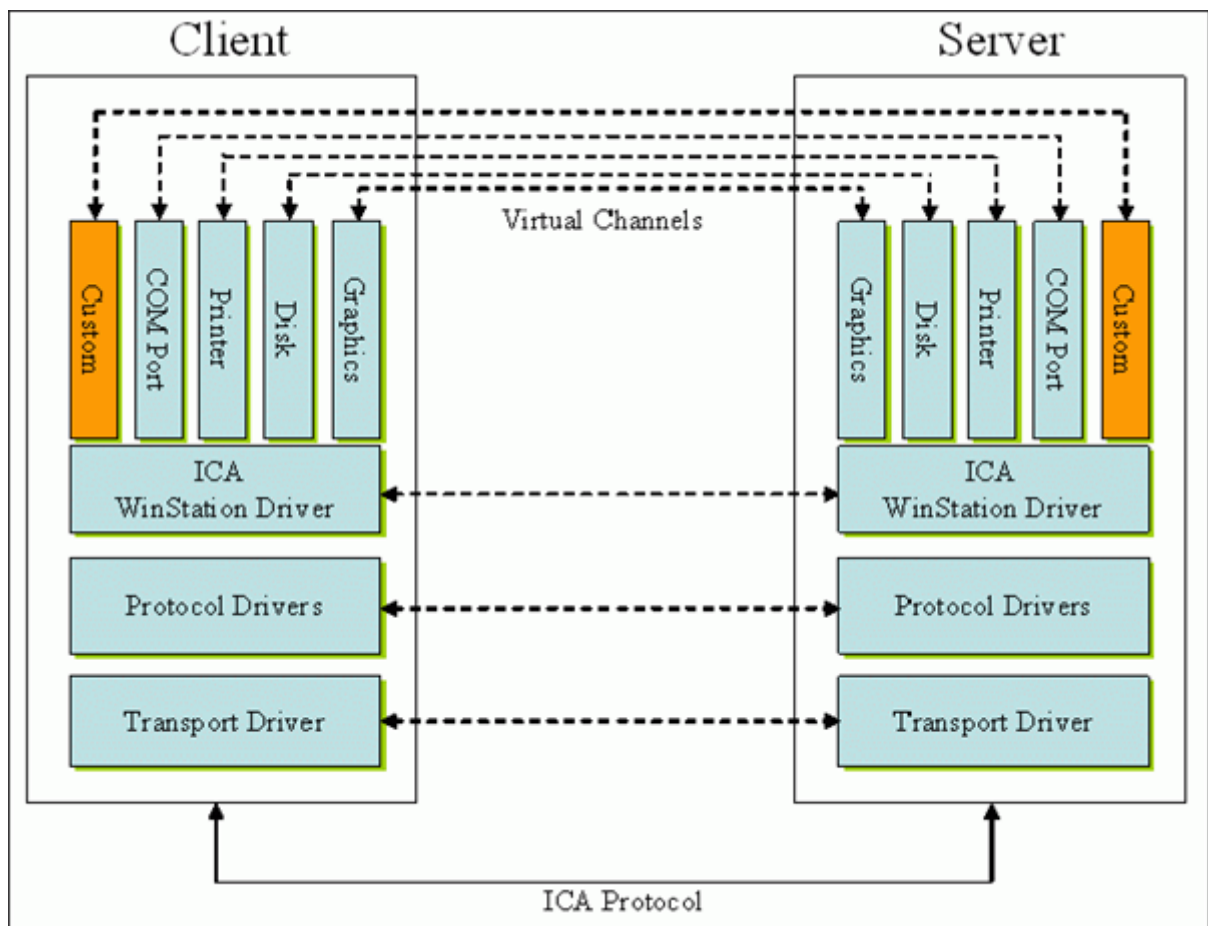 Client
Server
Virtual Channels
Custom
COM Port
Printer
Disk
Graphics
Graphics
Disk
Printer
COM Port
Custom
ICA
WinStation Driver
ICA
WinStation Driver
Protocol Drivers
Protocol Drivers
Transport Driver
Transport Driver
ICA Protocol